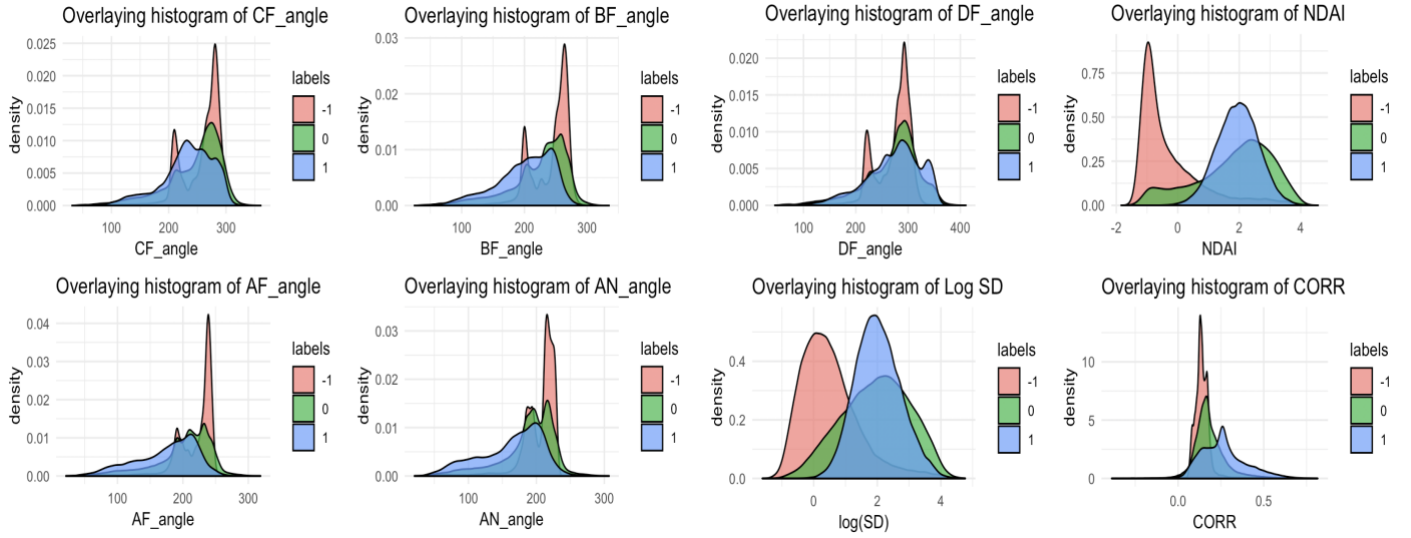 Overlaying histogram of CF_angle
0.025
0.020
0.015
0.010
0.005
0.000
density
100 200 300
CF_angle
labels
-1
0
1
Overlaying histogram of BF_angle
0.03
0.02
0.01
0.00
density
100 200 300
BF_angle
labels
-1
0
1
Overlaying histogram of DF_angle
0.020
0.015
0.010
0.005
0.000
density
100 200 300 400
DF_angle
labels
-1
0
1
Overlaying histogram of NDAI
0.75
0.50
0.25
0.00
density
-2 0 2 4
NDAI
labels
-1
0
1
Overlaying histogram of AF_angle
0.04
0.03
0.02
0.01
0.00
density
100 200 300
AF_angle
labels
-1
0
1
Overlaying histogram of AN_angle
0.03
0.02
0.01
0.00
density
100 200 300
AN_angle
labels
-1
0
1
Overlaying histogram of Log SD
0.4
0.2
0.0
density
0 2 4
log(SD)
labels
-1
0
1
Overlaying histogram of CORR
10
5
0
density
0.0 0.5
CORR
labels
-1
0
1